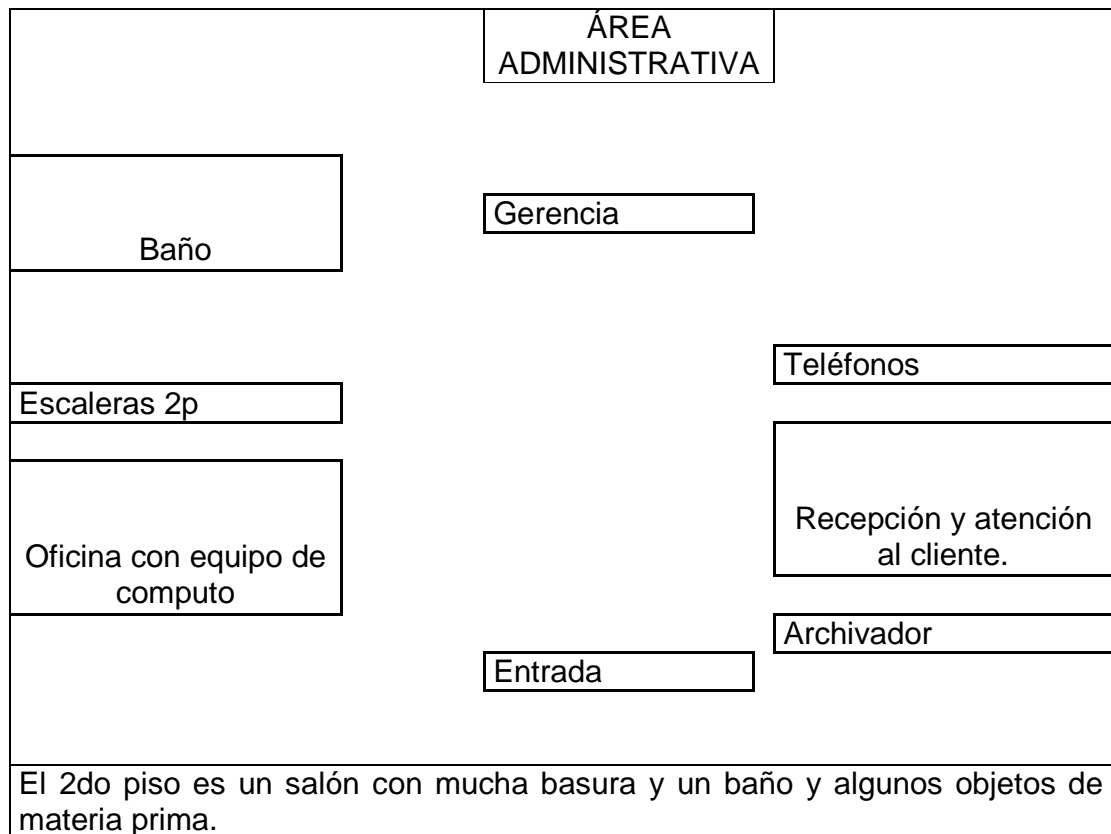 ÁREA
ADMINISTRATIVA
Gerencia
Baño
Teléfonos
Escaleras 2p
Recepción y atención
al cliente.
Oficina con equipo de
computo
Archivador
Entrada
El 2do piso es un salón con mucha basura y un baño y algunos objetos de
materia prima.